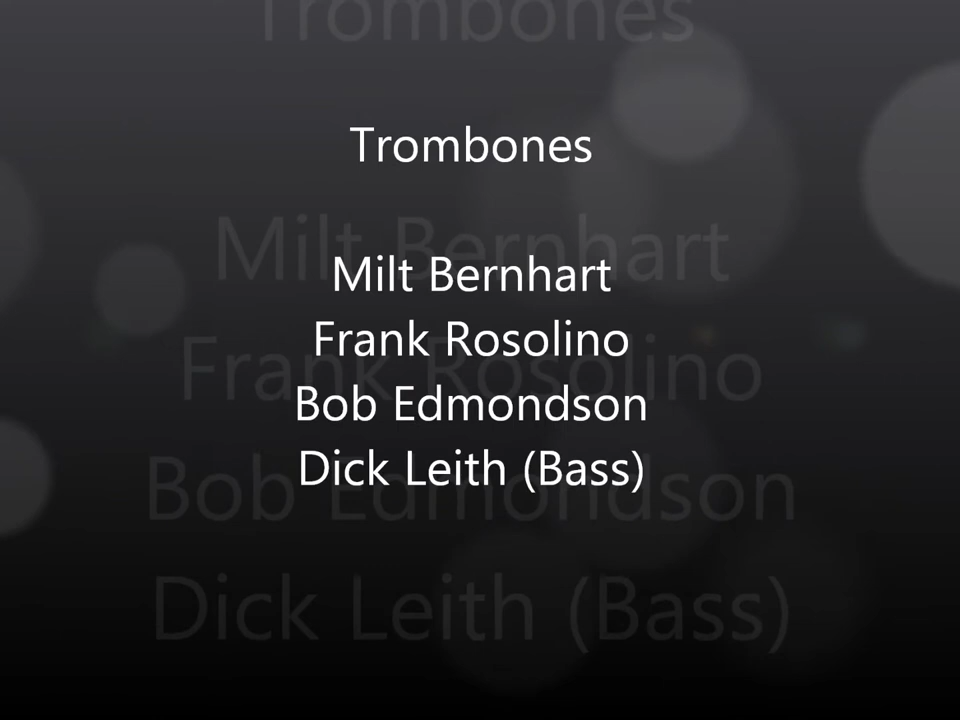 Trombones
Milt Bernhart
Frank Rosolino
Bob Edmondson
Dick Leith (Bass)